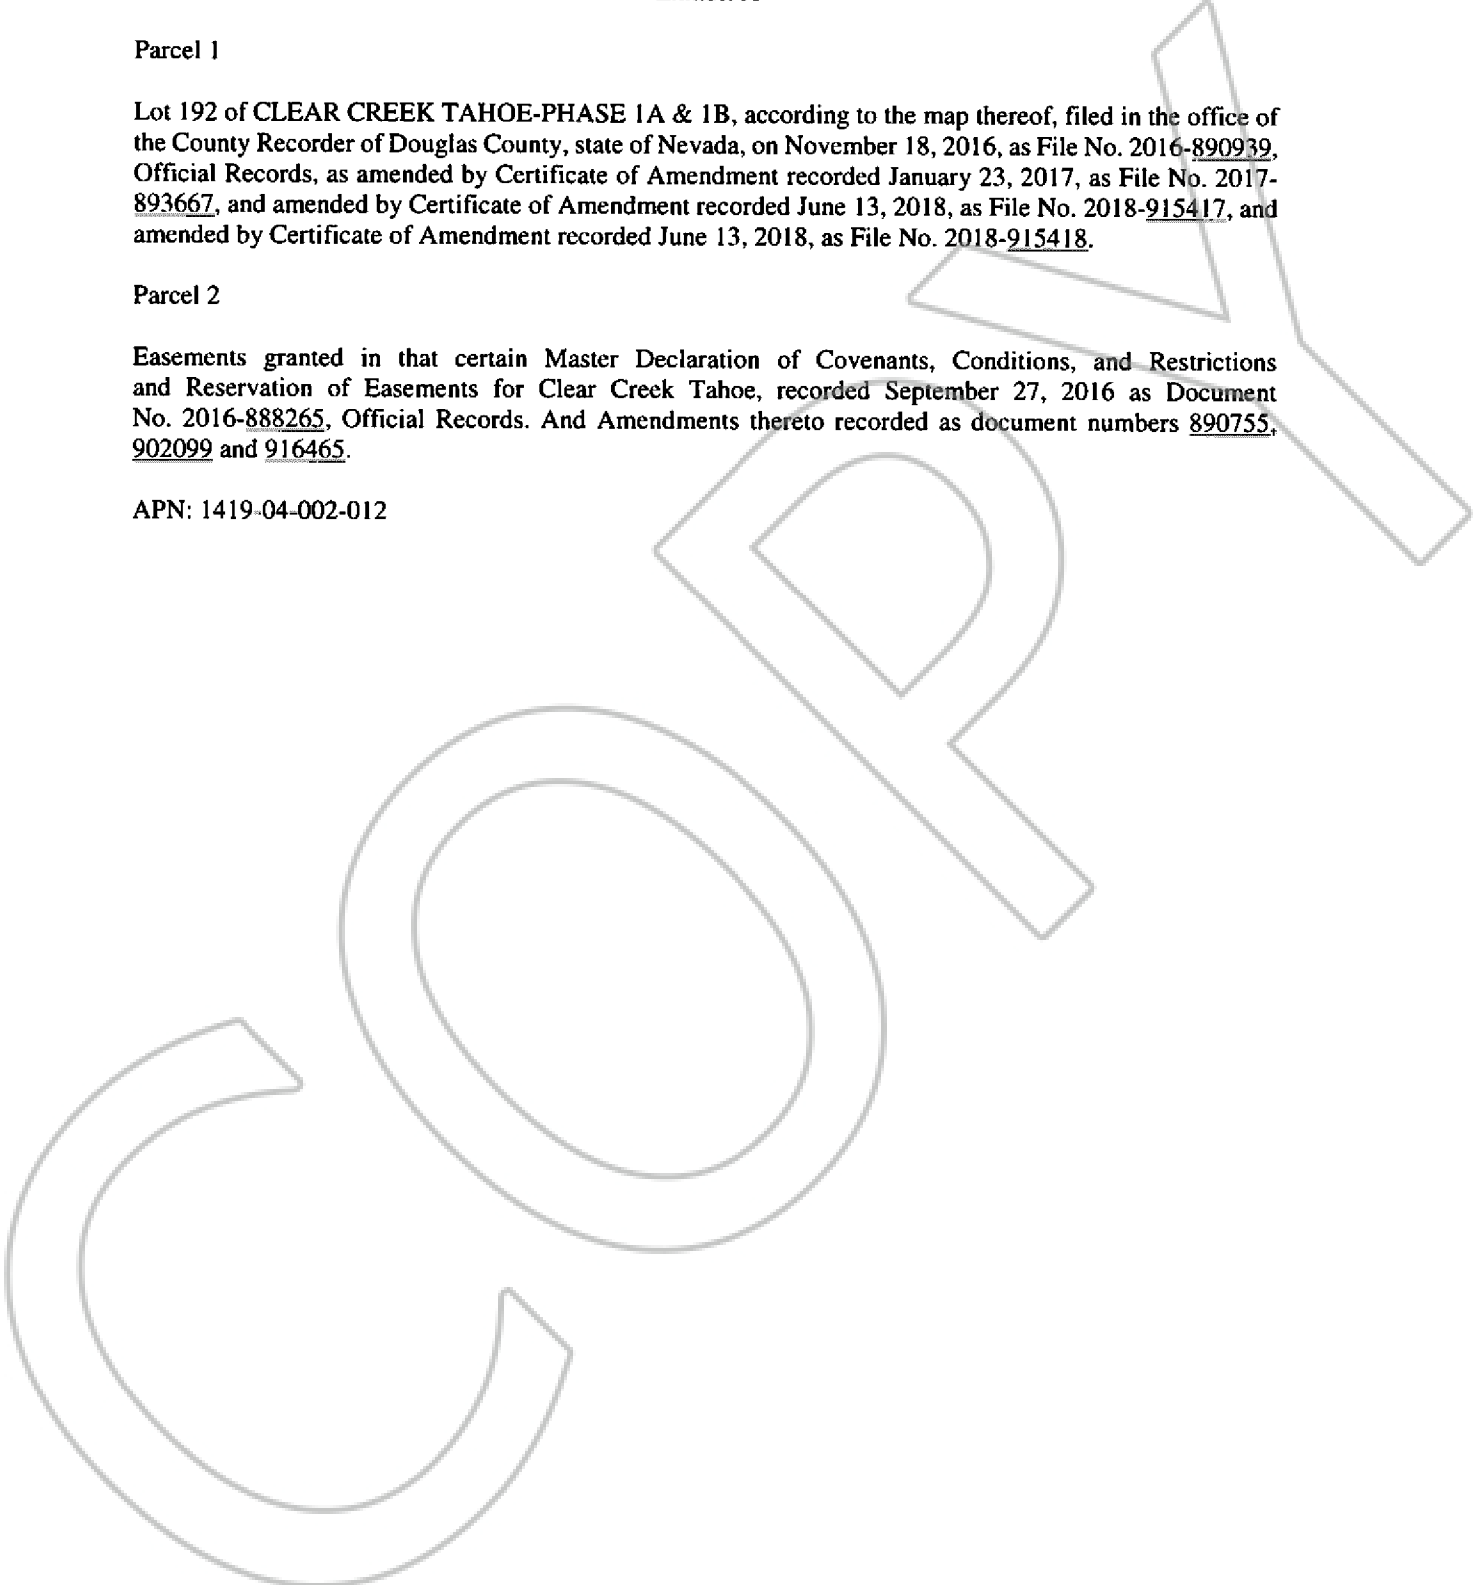 Parcel 1
Lot 192 of CLEAR CREEK TAHOE-PHASE 1A & 1B, according to the map thereof, filed in the office of
the County Recorder of Douglas County, state of Nevada, on November 18, 2016, as File No. 2016-890939,
Official Records, as amended by Certificate of Amendment recorded January 23, 2017, as File No. 2017-
893667, and amended by Certificate of Amendment recorded June 13, 2018, as File No. 2018-915417, and
amended by Certificate of Amendment recorded June 13, 2018, as File No. 2018-915418.
Parcel 2
Easements granted in that certain Master Declaration of Covenants, Conditions, and Restrictions
and Reservation of Easements for Clear Creek Tahoe, recorded September 27, 2016 as Document
No. 2016-888265, Official Records. And Amendments thereto recorded as document numbers 890755,
902099 and 916465.
APN: 1419-04-002-012
COPY